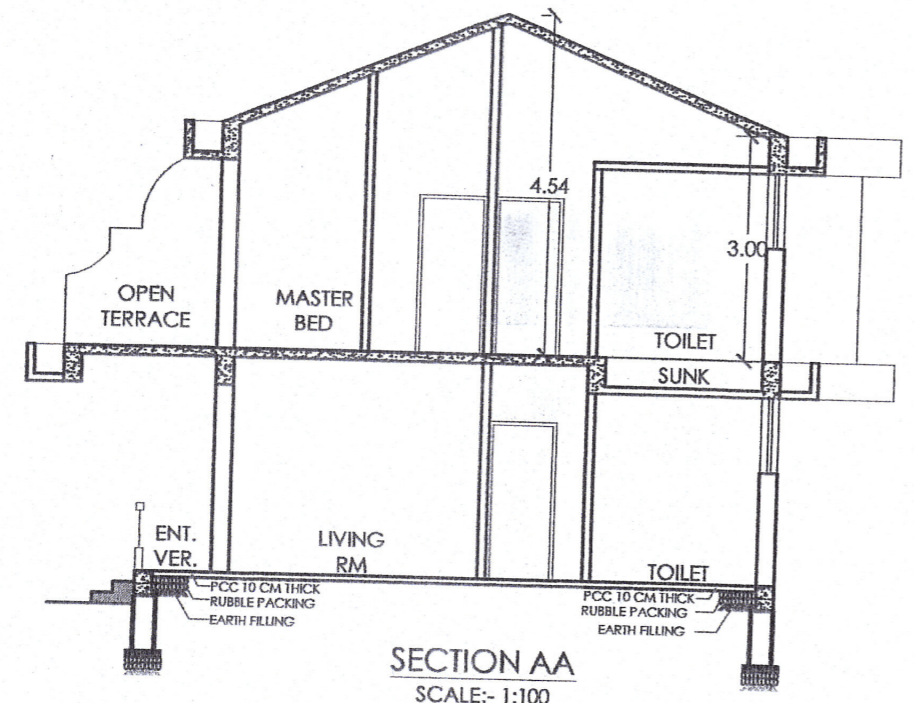 4.54
3.00
OPEN
TERRACE
MASTER
BED
TOILET
SUNK
ENT.
VER.
LIVING
RM
TOILET
PCC 10 CM THICK
RUBBLE PACKING
EARTH FILLING
PCC 10 CM THICK
RUBBLE PACKING
EARTH FILLING
SECTION AA
SCALE:- 1:100